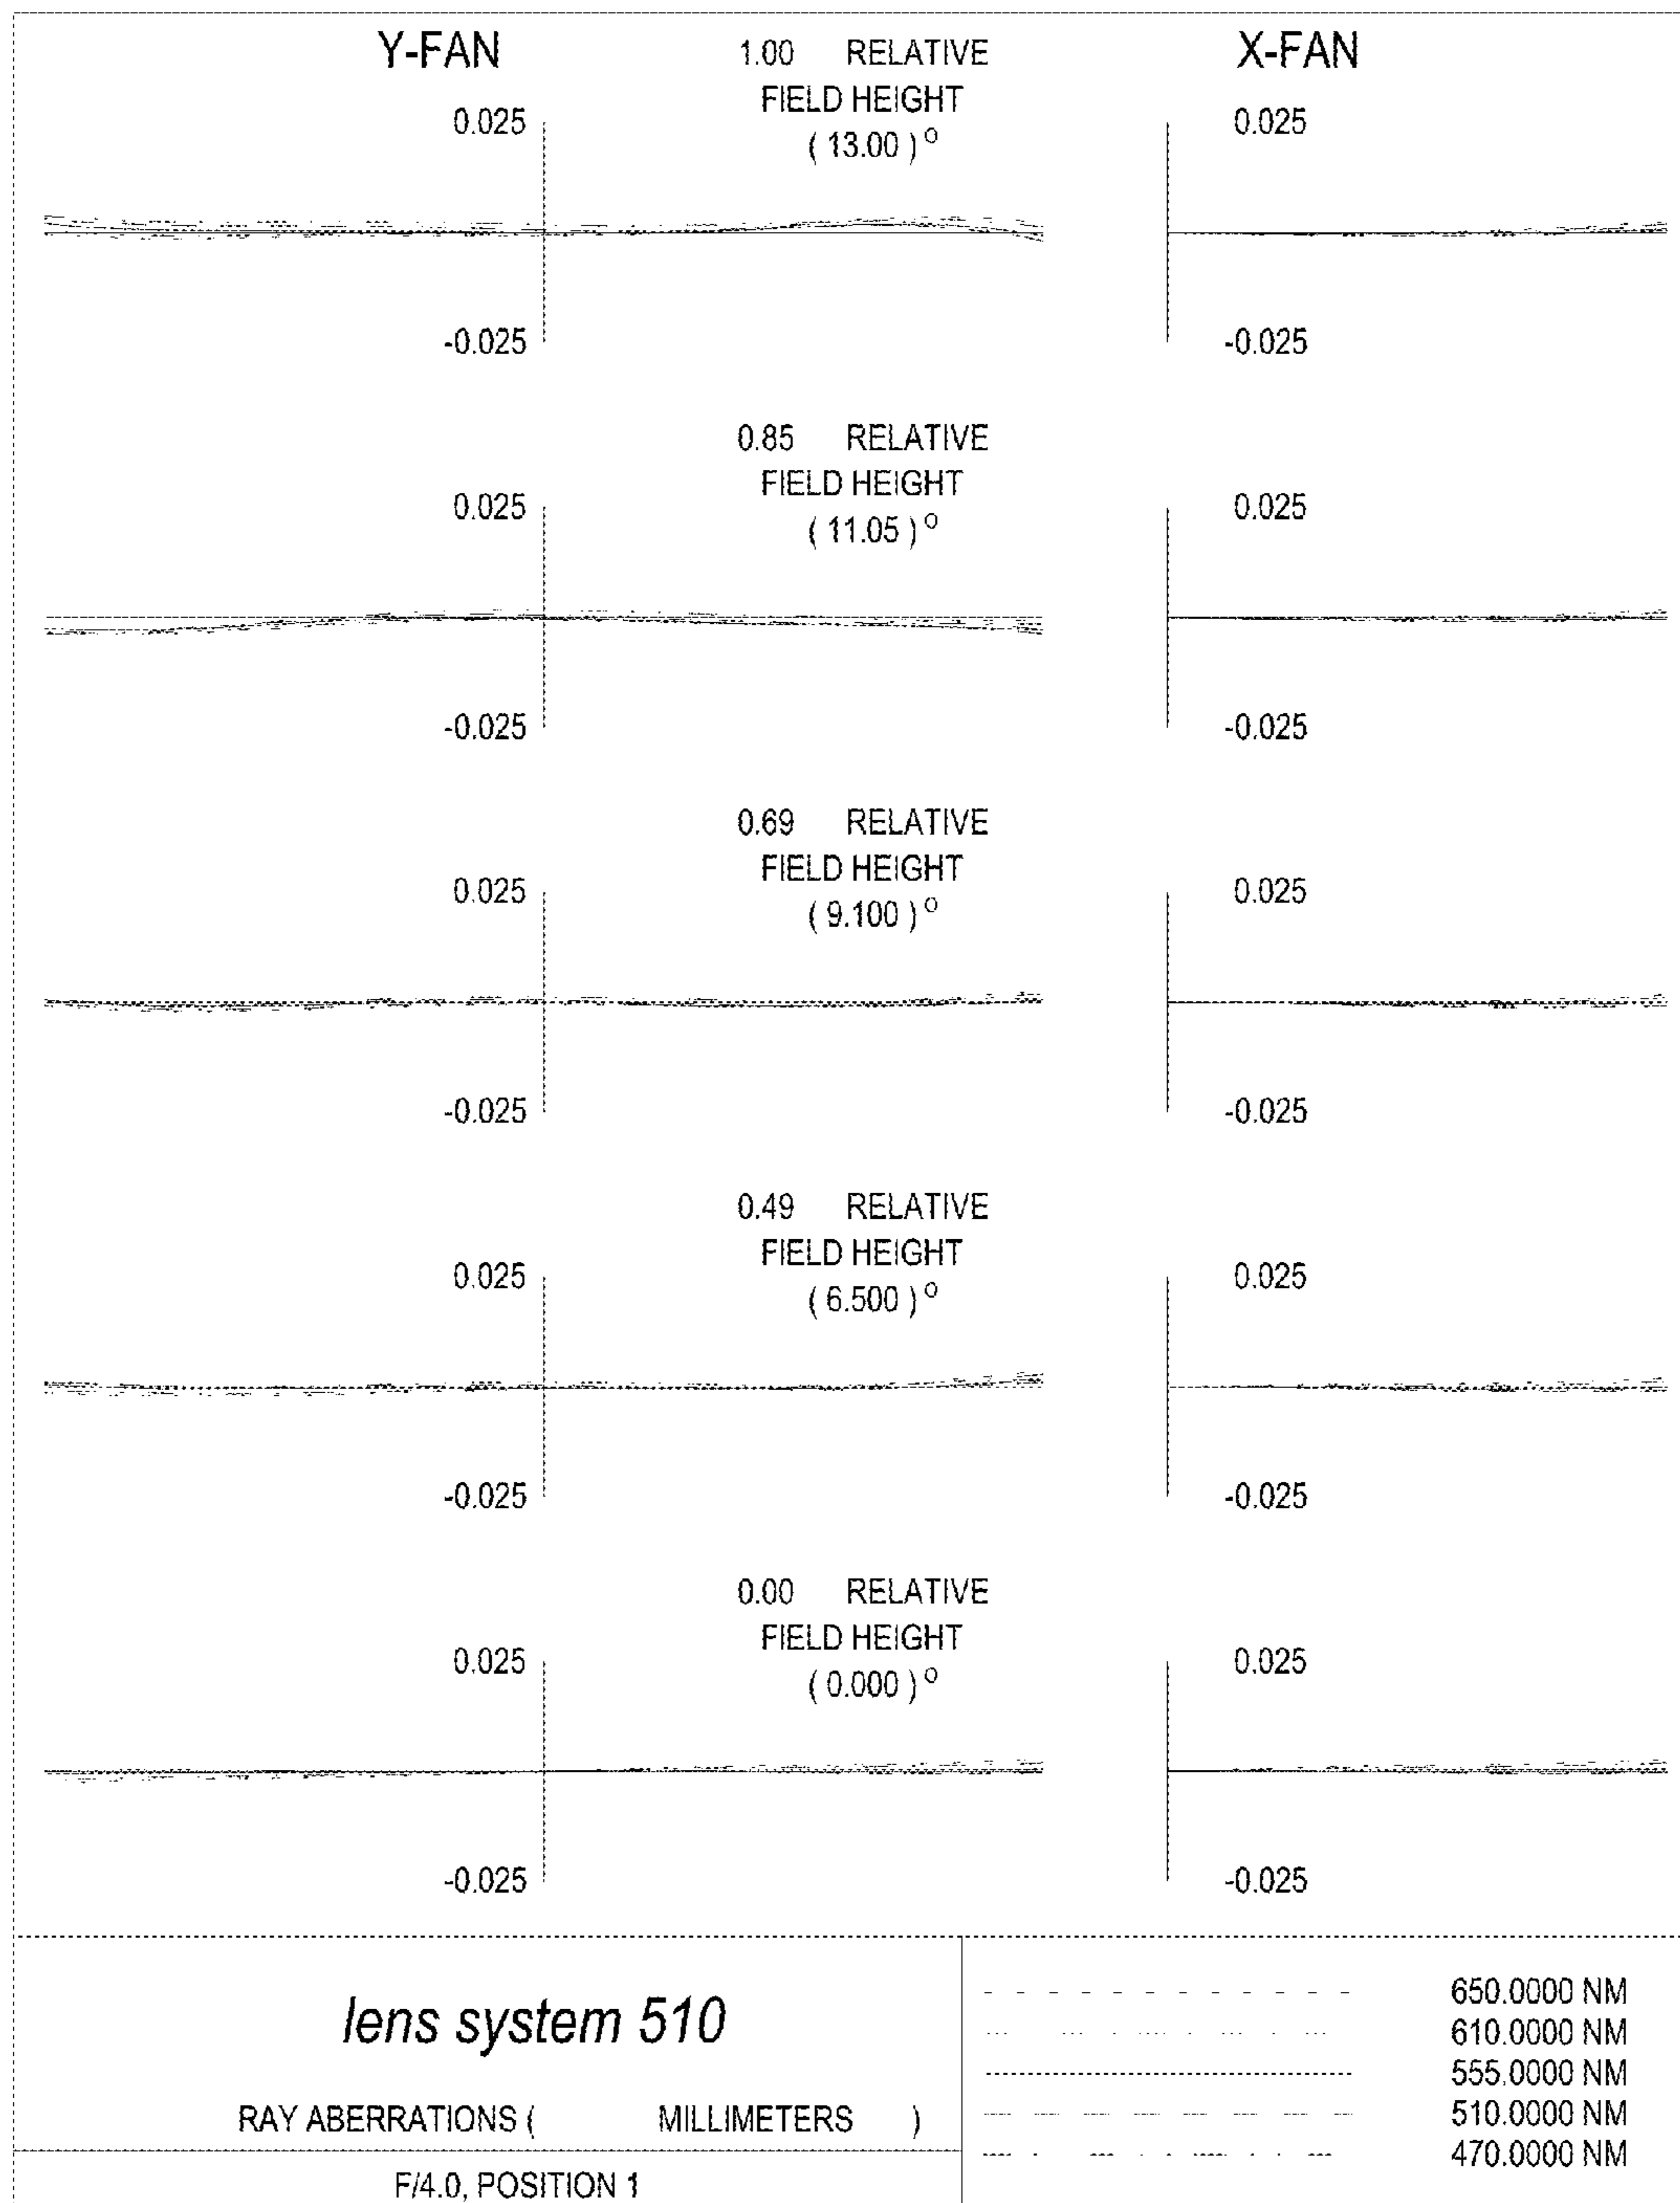 Y-FAN
1.00 RELATIVE
FIELD HEIGHT
( 13.00 )°
X-FAN
0.025
0.025
-0.025
-0.025
0.85 RELATIVE
FIELD HEIGHT
( 11.05 )°
0.025
0.025
-0.025
-0.025
0.69 RELATIVE
FIELD HEIGHT
( 9.100 )°
0.025
0.025
-0.025
-0.025
0.49 RELATIVE
FIELD HEIGHT
( 6.500 )°
0.025
0.025
-0.025
-0.025
0.00 RELATIVE
FIELD HEIGHT
( 0.000 )°
0.025
0.025
-0.025
-0.025
lens system 510
RAY ABERRATIONS ( MILLIMETERS )
F/4.0, POSITION 1
650.0000 NM
610.0000 NM
555.0000 NM
510.0000 NM
470.0000 NM